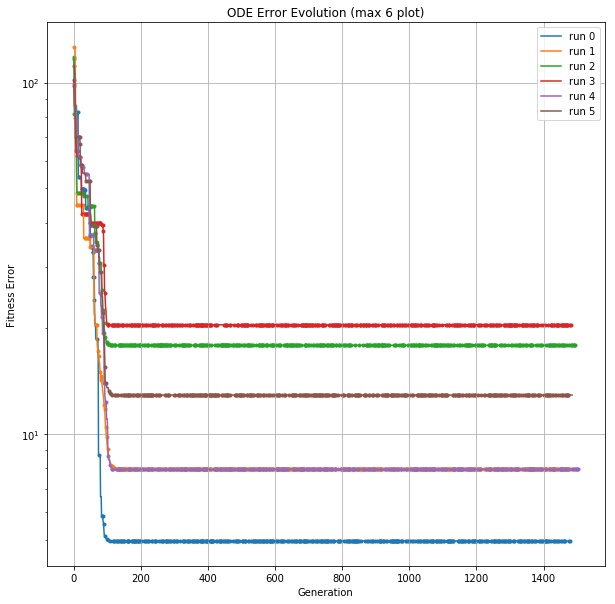 ODE Error Evolution (max 6 plot)
run 0
run 1
run 2
run 3
run 4
run 5
10²
10¹
Fitness Error
0 200 400 600 800 1000 1200 1400
Generation